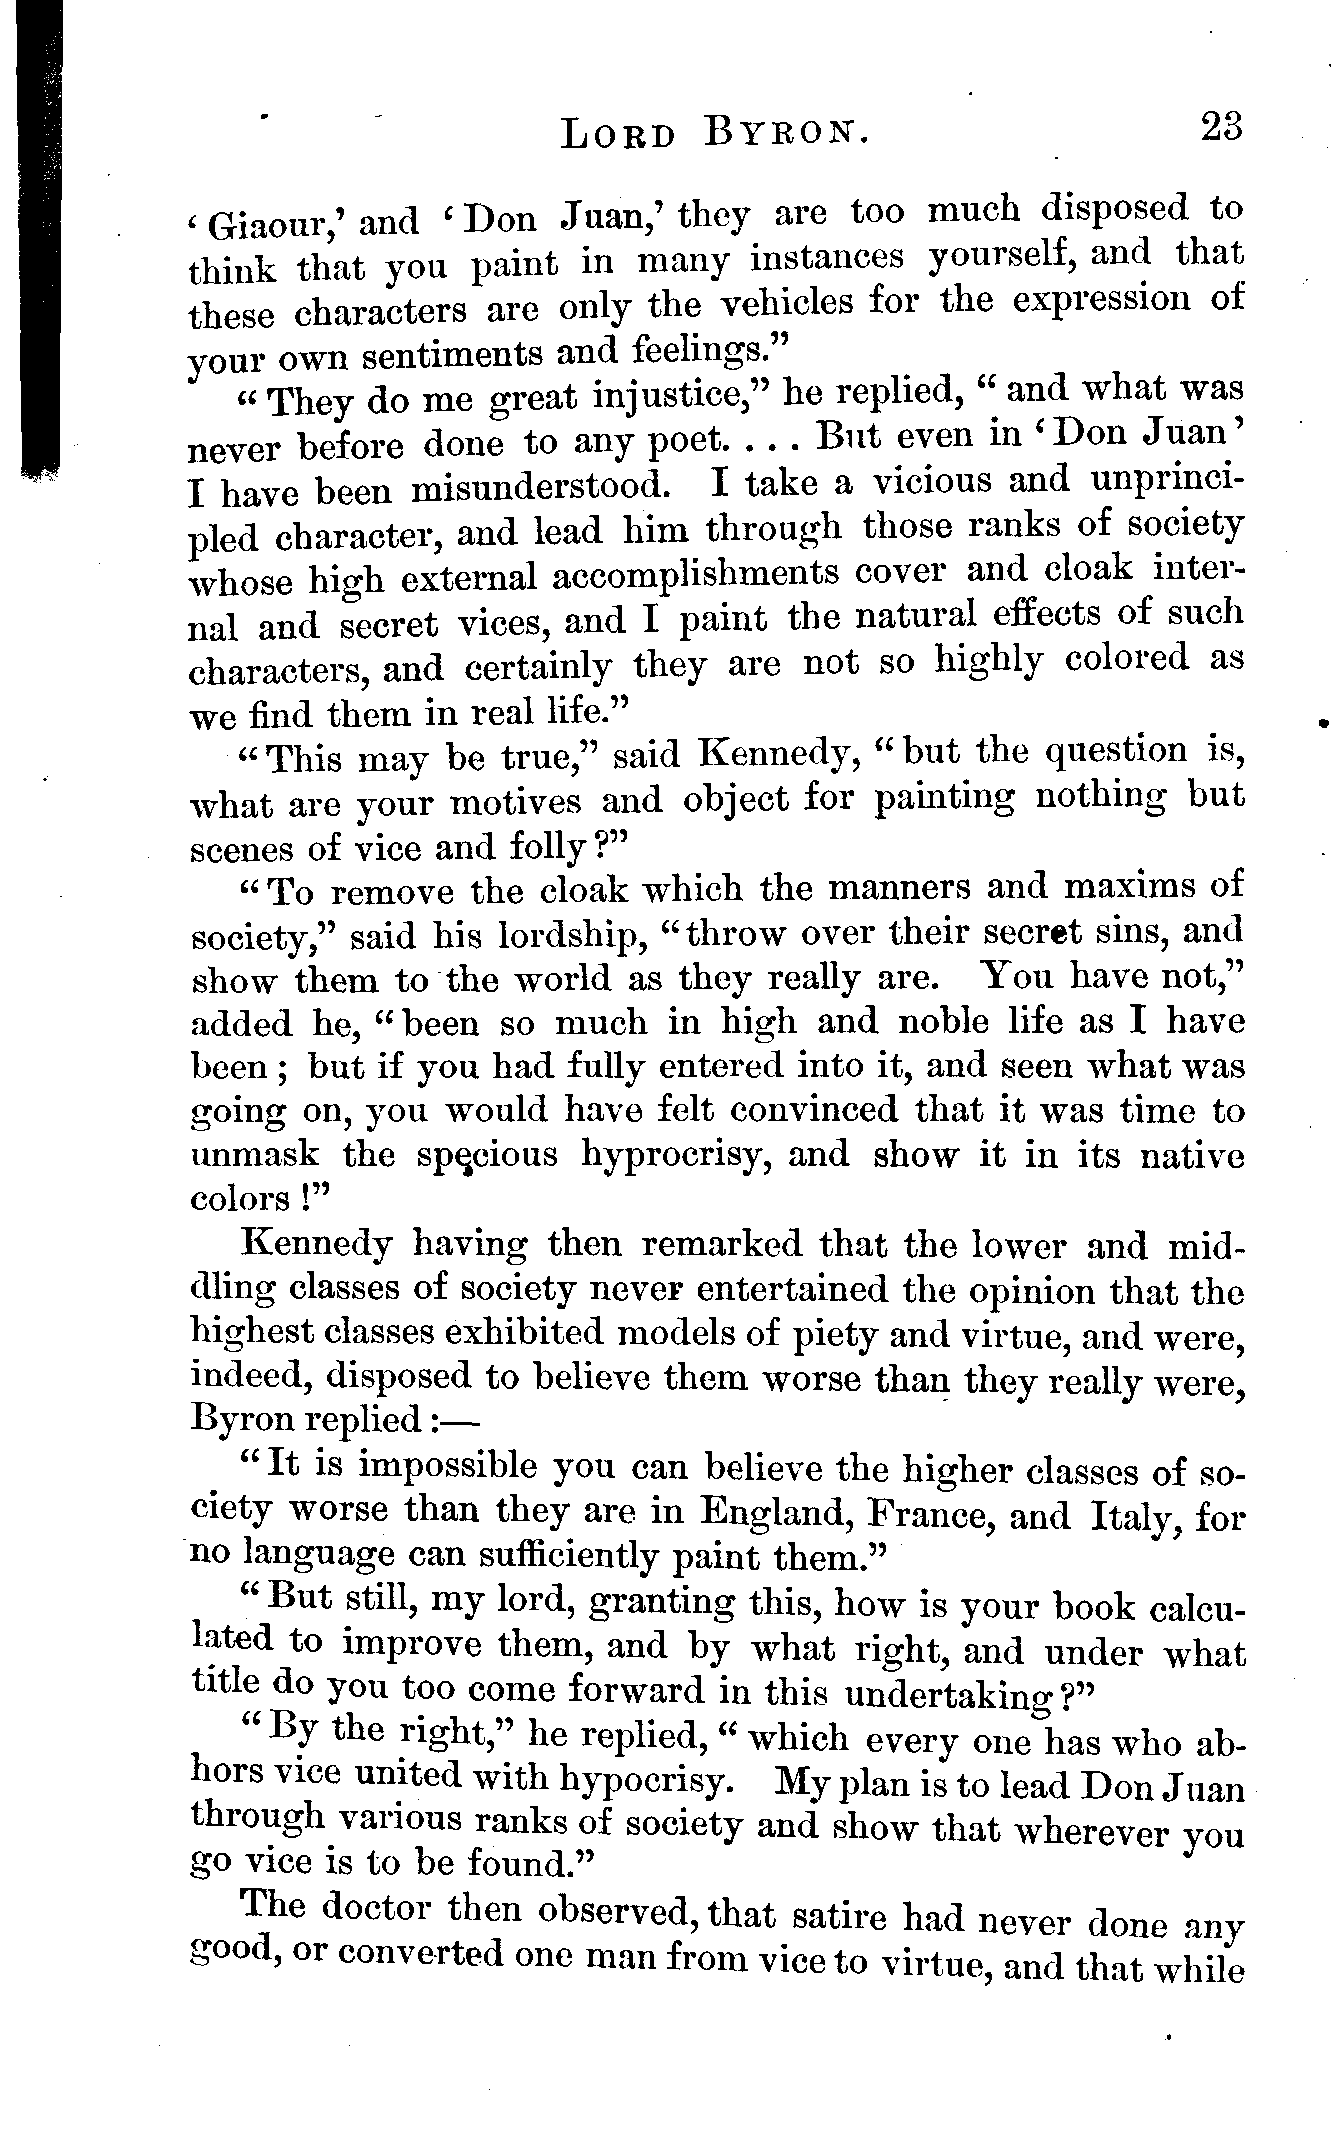 LORD BYRON. 23
‘ Giaour,’ and ‘ Don Juan,’ they are too much disposed to
think that you paint in many instances yourself, and that
these characters are only the vehicles for the expression of
your own sentiments and feelings.”
“ They do me great injustice,” he replied, “ and what was
never before done to any poet. . . . But even in ‘ Don Juan ’
I have been misunderstood. I take a vicious and unprinci-
pled character, and lead him through those ranks of society
whose high external accomplishments cover and cloak inter-
nal and secret vices, and I paint the natural effects of such
characters, and certainly they are not so highly colored as
we find them in real life.”
“ This may be true,” said Kennedy, “ but the question is,
what are your motives and object for painting nothing but
scenes of vice and folly ?”
“ To remove the cloak which the manners and maxims of
society,” said his lordship, “ throw over their secret sins, and
show them to the world as they really are. You have not,”
added he, “ been so much in high and noble life as I have
been ; but if you had fully entered into it, and seen what was
going on, you would have felt convinced that it was time to
unmask the specious hyprocrisy, and show it in its native
colors !”
Kennedy having then remarked that the lower and mid-
dling classes of society never entertained the opinion that the
highest classes exhibited models of piety and virtue, and were,
indeed, disposed to believe them worse than they really were,
Byron replied :—
“ It is impossible you can believe the higher classes of so-
ciety worse than they are in England, France, and Italy, for
no language can sufficiently paint them.”
“ But still, my lord, granting this, how is your book calcu-
lated to improve them, and by what right, and under what
title do you too come forward in this undertaking ?”
“ By the right,” he replied, “ which every one has who ab-
hors vice united with hypocrisy. My plan is to lead Don Juan
through various ranks of society and show that wherever you
go vice is to be found.”
The doctor then observed, that satire had never done any
good, or converted one man from vice to virtue, and that while